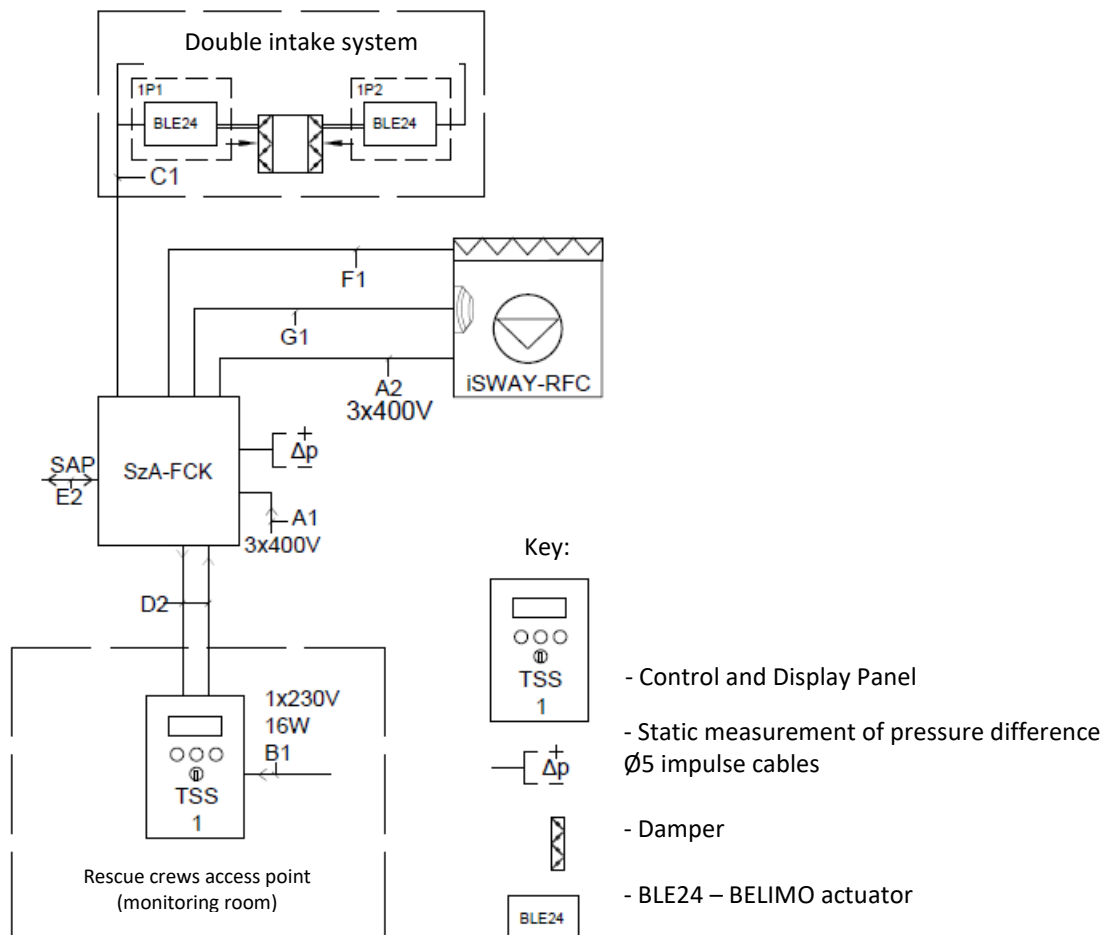 Double intake system
1P1
1P2
BLE24
BLE24
C1
F1
G1
A2
3x400V
iSWAY-RFC
SAP
E2
SzA-FCK
+
Δp
A1
3x400V
D2
1x230V
16W
B1
TSS
1
Rescue crews access point
(monitoring room)
Key:
TSS
1
- Control and Display Panel
+
Δp
- Static measurement of pressure difference
Ø5 impulse cables
- Damper
BLE24
- BLE24 – BELIMO actuator